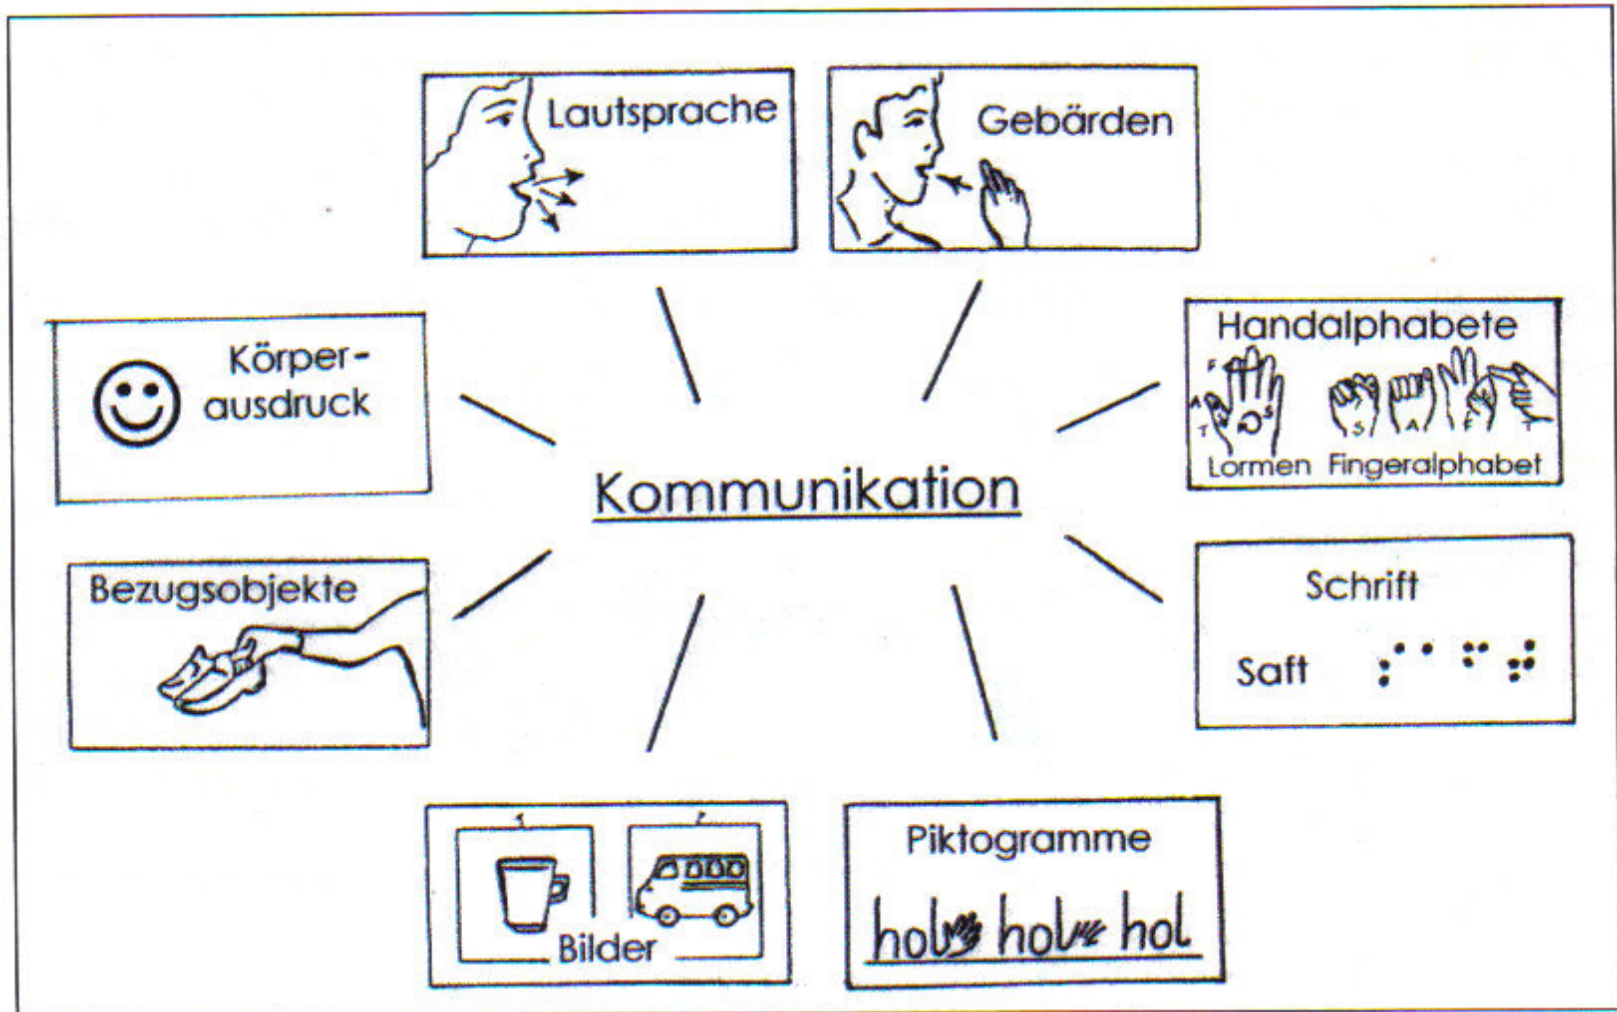 Lautsprache
Gebärden
Körper-
ausdruck
Handalphabete
F
A
T
S
S A F T
Lormen Fingeralphabet
Kommunikation
Bezugsobjekte
Schrift
Saft ⠎⠁⠋⠞
Bilder
Piktogramme
hol hol hol